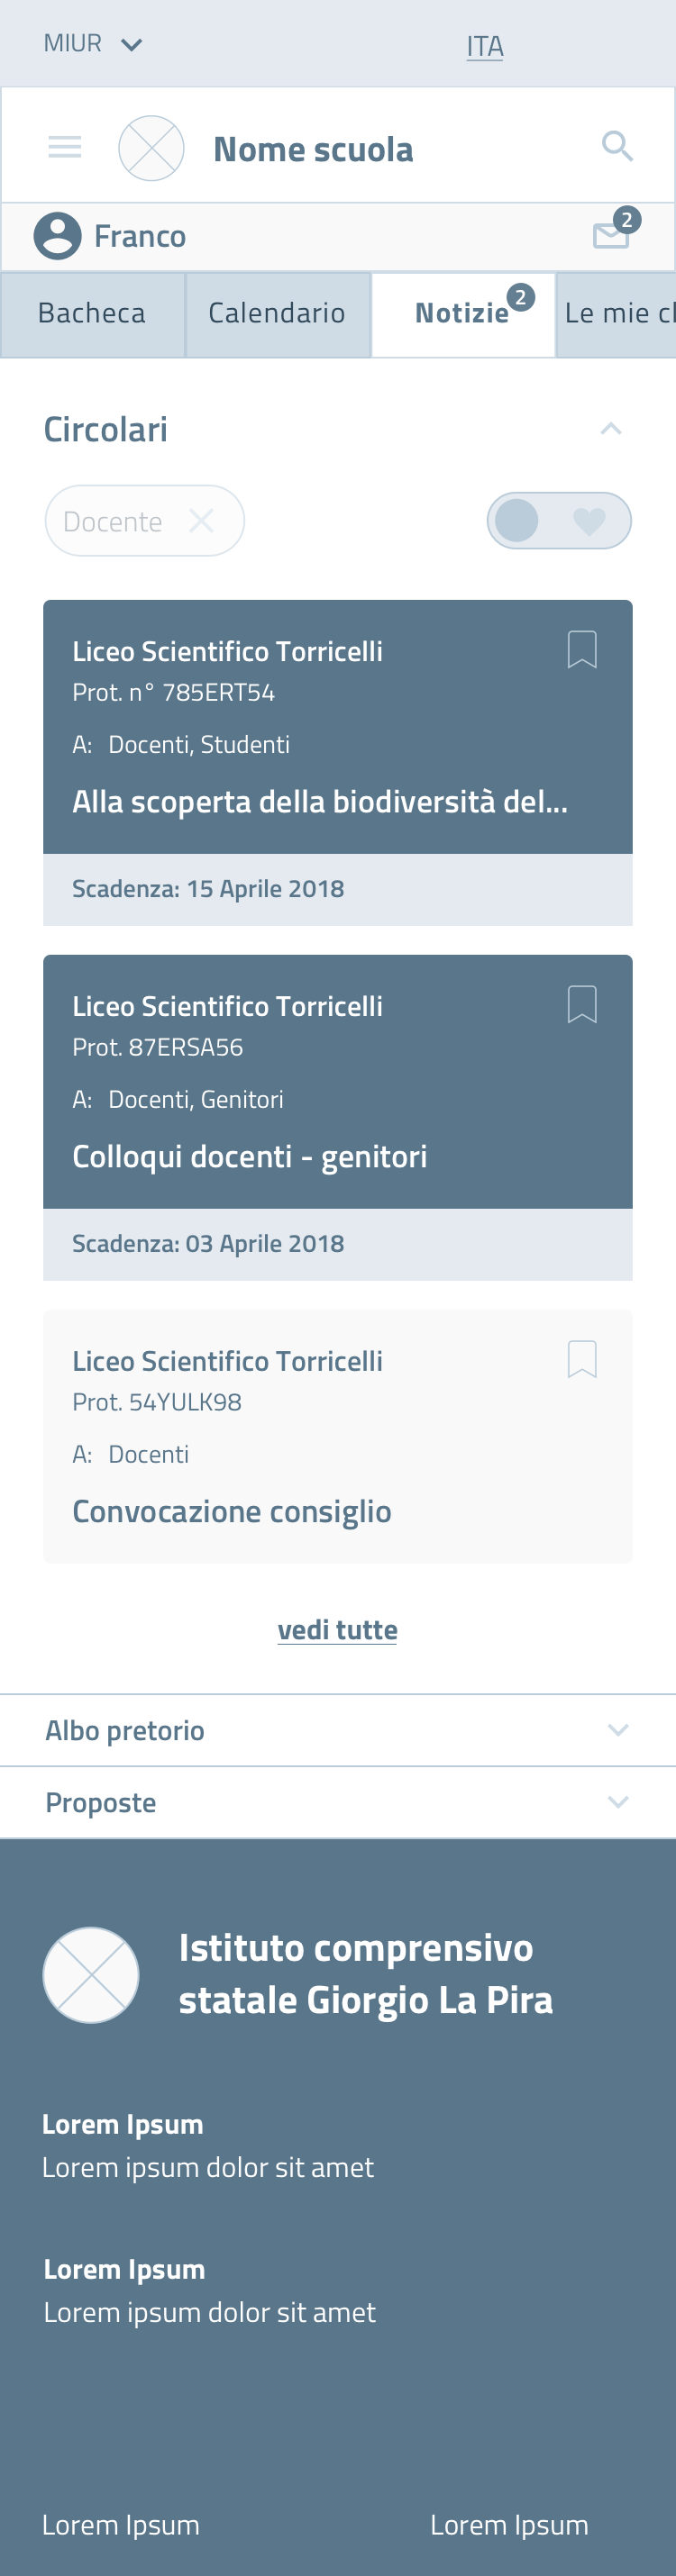 MIUR
ITA
Nome scuola
Franco
2
Bacheca
Calendario
Notizie
2
Le mie cl
Circolari
Docente
Liceo Scientifico Torricelli
Prot. n° 785ERT54
A: Docenti, Studenti
Alla scoperta della biodiversità del...
Scadenza: 15 Aprile 2018
Liceo Scientifico Torricelli
Prot. 87ERSA56
A: Docenti, Genitori
Colloqui docenti - genitori
Scadenza: 03 Aprile 2018
Liceo Scientifico Torricelli
Prot. 54YULK98
A: Docenti
Convocazione consiglio
vedi tutte
Albo pretorio
Proposte
Istituto comprensivo
statale Giorgio La Pira
Lorem Ipsum
Lorem ipsum dolor sit amet
Lorem Ipsum
Lorem ipsum dolor sit amet
Lorem Ipsum
Lorem Ipsum